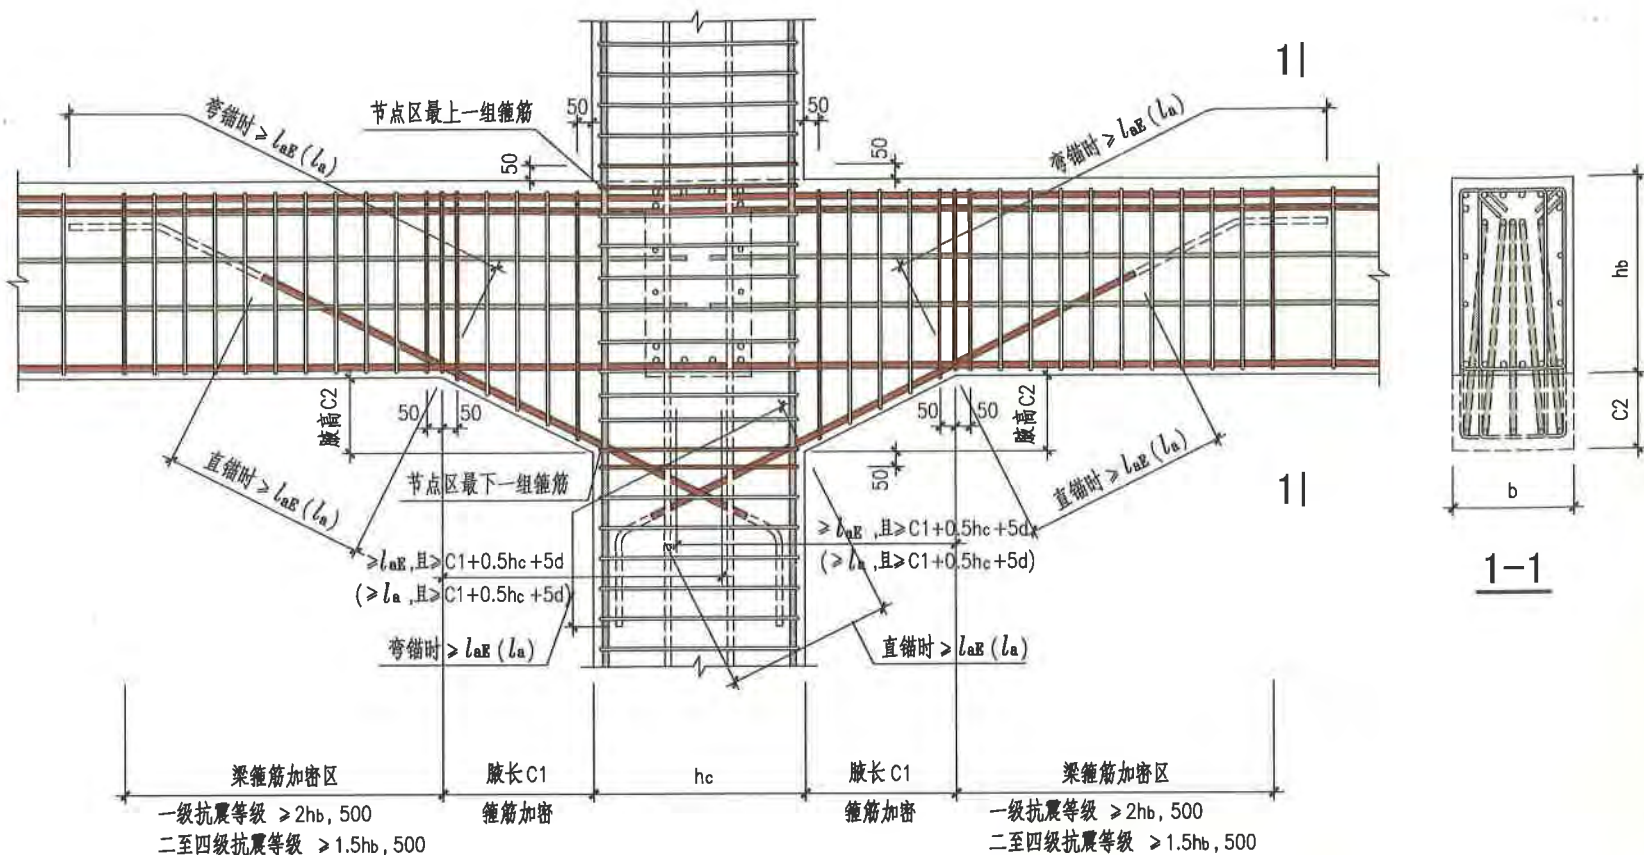 1|
弯锚时≥laE(la)
节点区最上一组箍筋
50
50
弯锚时≥laE(la)
50
50
hb
腋高C2
50
50
50
50
腋高C2
C2
直锚时≥laE(la)
节点区最下一组箍筋
50
直锚时≥laE(la)
1|
b
≥laE,且≥C1+0.5hc+5d
(≥la,且≥C1+0.5hc+5d)
≥laE,且≥C1+0.5hc+5d
(≥la,且≥C1+0.5hc+5d)
1-1
弯锚时≥laE(la)
直锚时≥laE(la)
梁箍筋加密区
腋长C1
hc
腋长C1
梁箍筋加密区
一级抗震等级 ≥2hb, 500
箍筋加密
箍筋加密
一级抗震等级 ≥2hb, 500
二至四级抗震等级 ≥1.5hb, 500
二至四级抗震等级 ≥1.5hb, 500